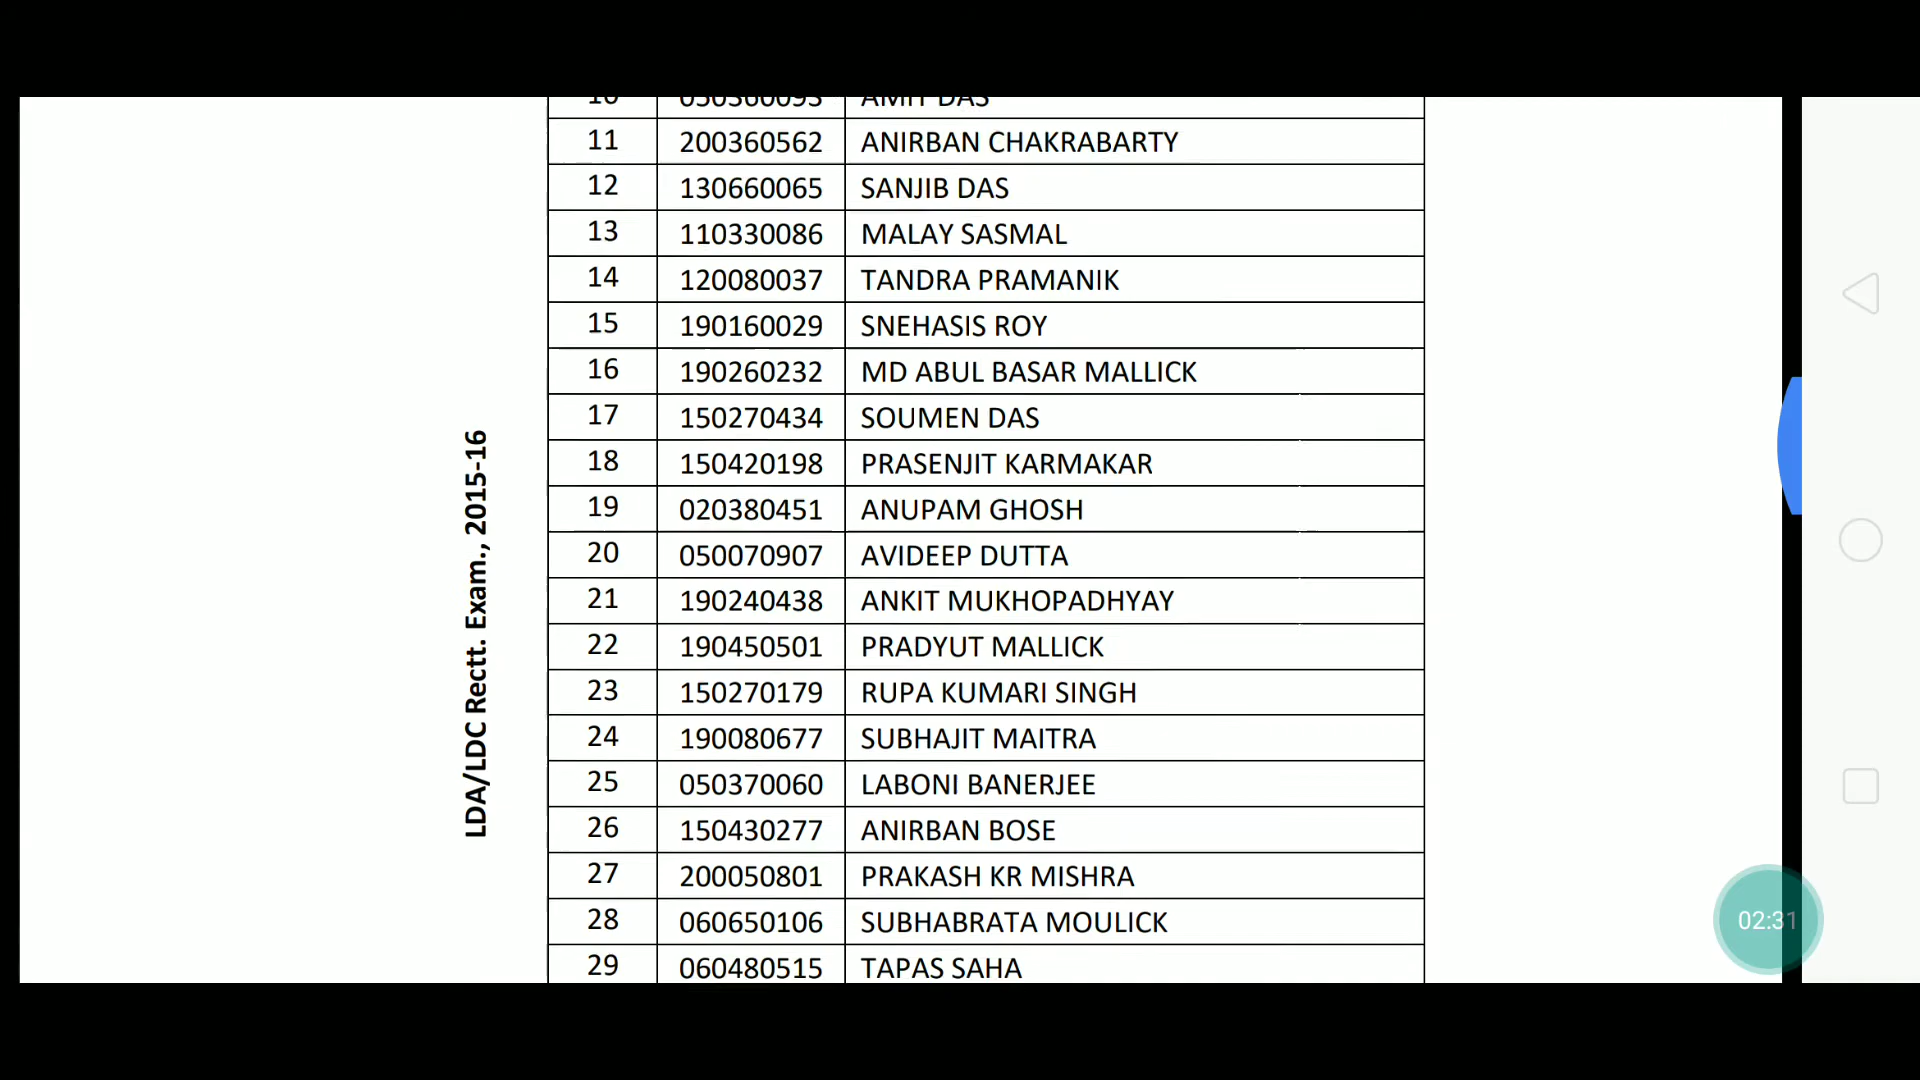 10 050360093 AMIT DAS
11 200360562 ANIRBAN CHAKRABARTY
12 130660065 SANJIB DAS
13 110330086 MALAY SASMAL
14 120080037 TANDRA PRAMANIK
15 190160029 SNEHASIS ROY
16 190260232 MD ABUL BASAR MALLICK
17 150270434 SOUMEN DAS
18 150420198 PRASENJIT KARMAKAR
19 020380451 ANUPAM GHOSH
20 050070907 AVIDEEP DUTTA
21 190240438 ANKIT MUKHOPADHYAY
22 190450501 PRADYUT MALLICK
23 150270179 RUPA KUMARI SINGH
24 190080677 SUBHAJIT MAITRA
25 050370060 LABONI BANERJEE
26 150430277 ANIRBAN BOSE
27 200050801 PRAKASH KR MISHRA
28 060650106 SUBHABRATA MOULICK
29 060480515 TAPAS SAHA
LDA/LDC Rectt. Exam., 2015-16
02:31